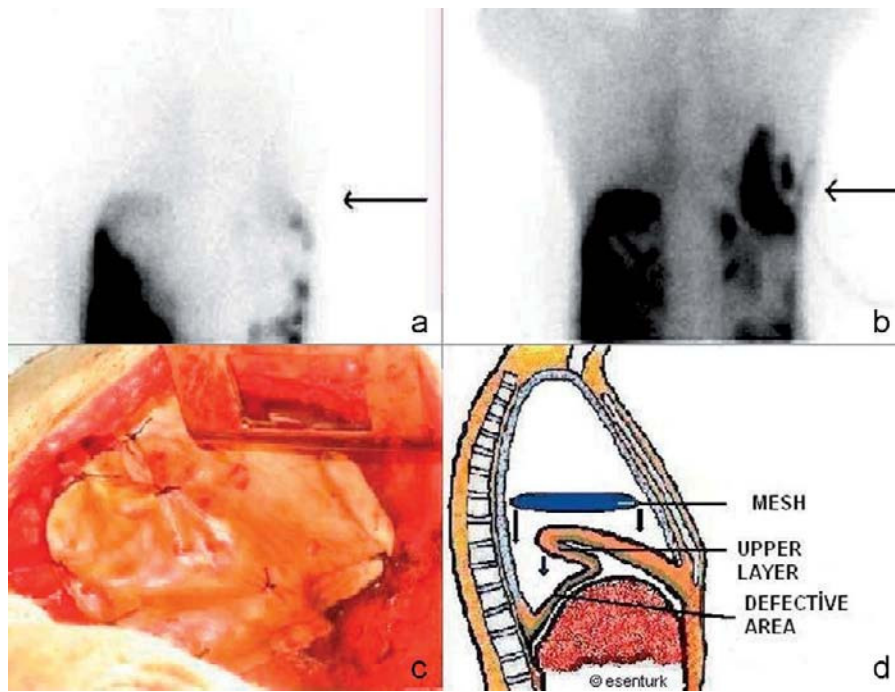 a
b
c
MESH
UPPER
LAYER
DEFECTİVE
AREA
© esenturk
d